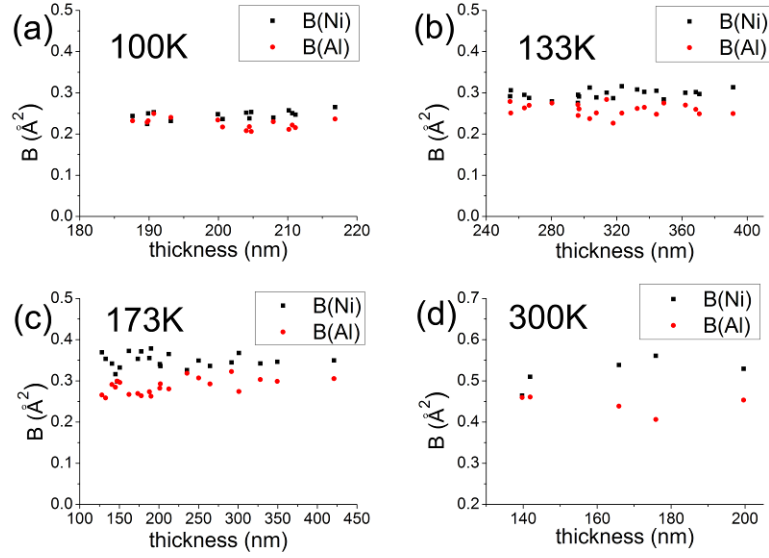 (a)
100K
B(Ni)
B(Al)
0.5
0.4
0.3
0.2
0.1
0.0
B (Å²)
180 190 200 210 220
thickness (nm)
(b)
133K
B(Ni)
B(Al)
0.5
0.4
0.3
0.2
0.1
0.0
B (Å²)
240 280 320 360 400
thickness (nm)
(c)
173K
B(Ni)
B(Al)
0.5
0.4
0.3
0.2
0.1
0.0
B (Å²)
100 150 200 250 300 350 400 450
thickness (nm)
(d)
300K
B(Ni)
B(Al)
0.7
0.6
0.5
0.4
0.3
0.2
B (Å²)
140 160 180 200
thickness (nm)